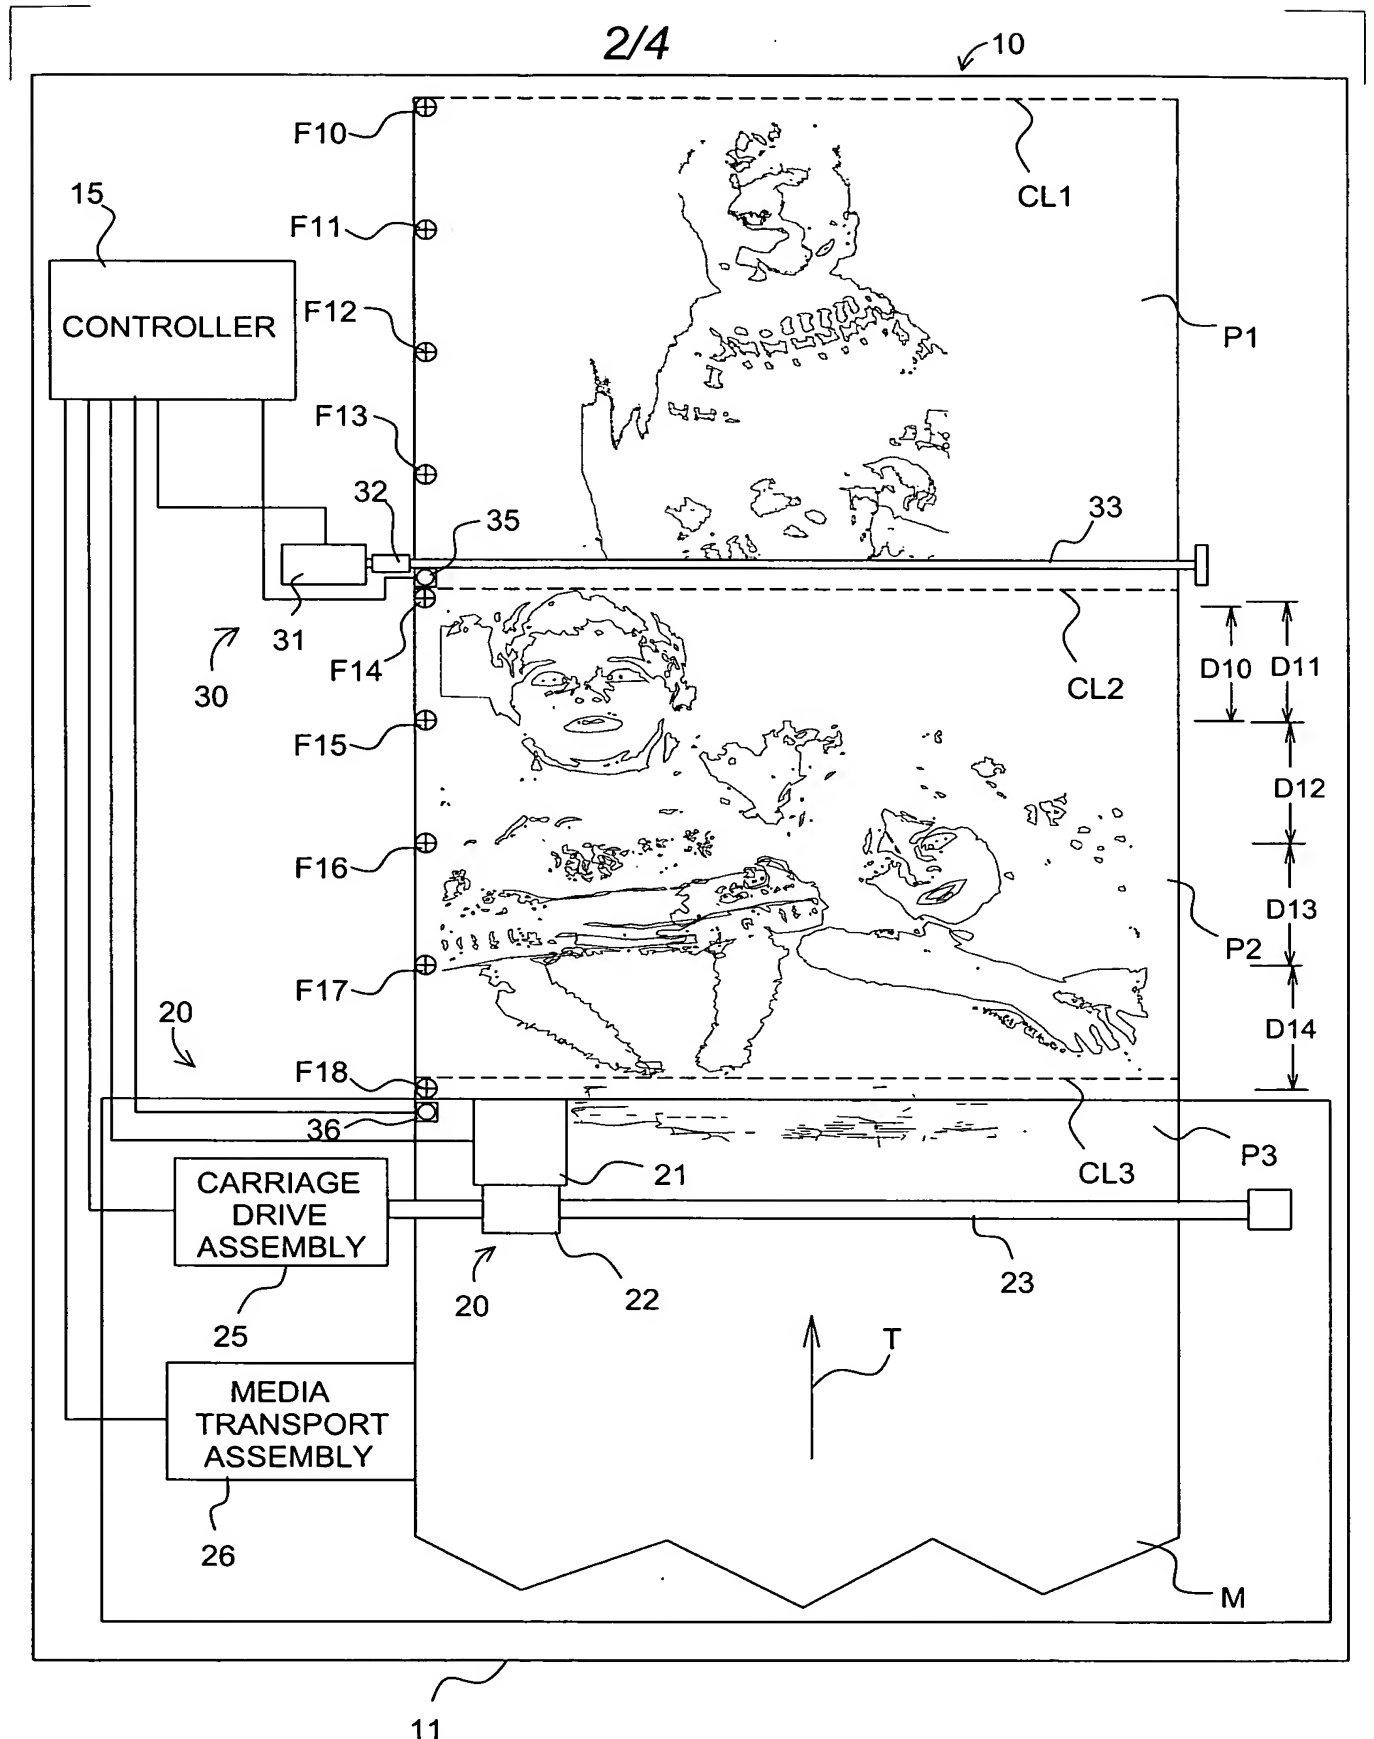 2/4
10
F10
CL1
15
F11
CONTROLLER
F12
P1
F13
32
35
33
31
30
F14
CL2
D10
D11
F15
D12
F16
D13
P2
F17
20
D14
F18
36
P3
21
CL3
CARRIAGE
DRIVE
ASSEMBLY
20
22
23
25
T
MEDIA
TRANSPORT
ASSEMBLY
26
M
11